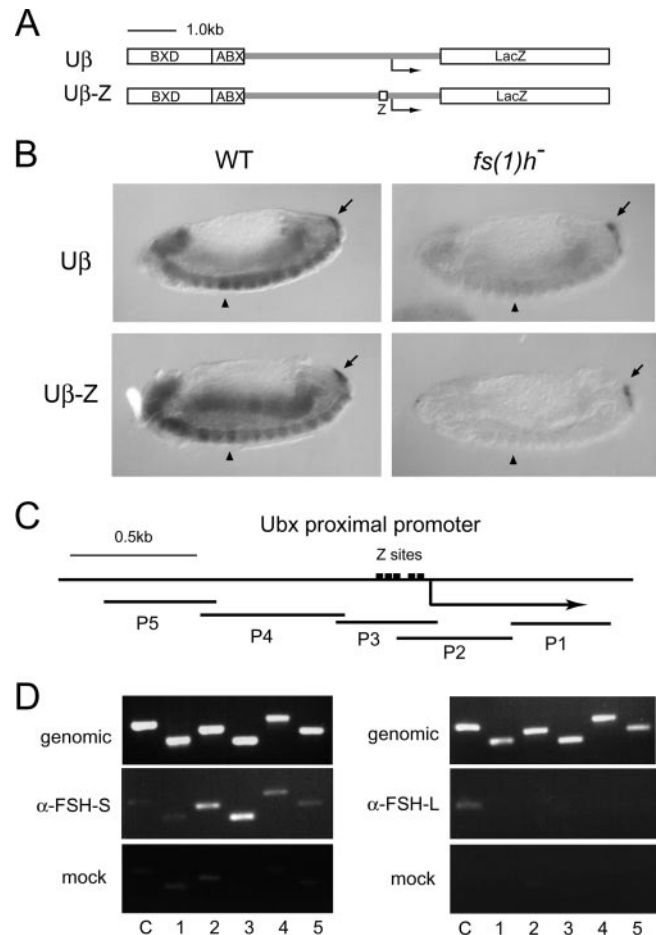 A
1.0kb
Uβ
BXD ABX LacZ
Uβ-Z
BXD ABX LacZ
Z
B
WT fs(1)h⁻
Uβ
Uβ-Z
C
Ubx proximal promoter
0.5kb
Z sites
P5 P4 P3 P2 P1
D
genomic genomic
α-FSH-S α-FSH-L
mock mock
C 1 2 3 4 5 C 1 2 3 4 5